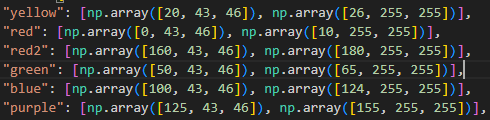 "yellow": [np.array([20, 43, 46]), np.array([26, 255, 255])],
"red": [np.array([0, 43, 46]), np.array([10, 255, 255])],
"red2": [np.array([160, 43, 46]), np.array([180, 255, 255])],
"green": [np.array([50, 43, 46]), np.array([65, 255, 255])],
"blue": [np.array([100, 43, 46]), np.array([124, 255, 255])],
"purple": [np.array([125, 43, 46]), np.array([155, 255, 255])],